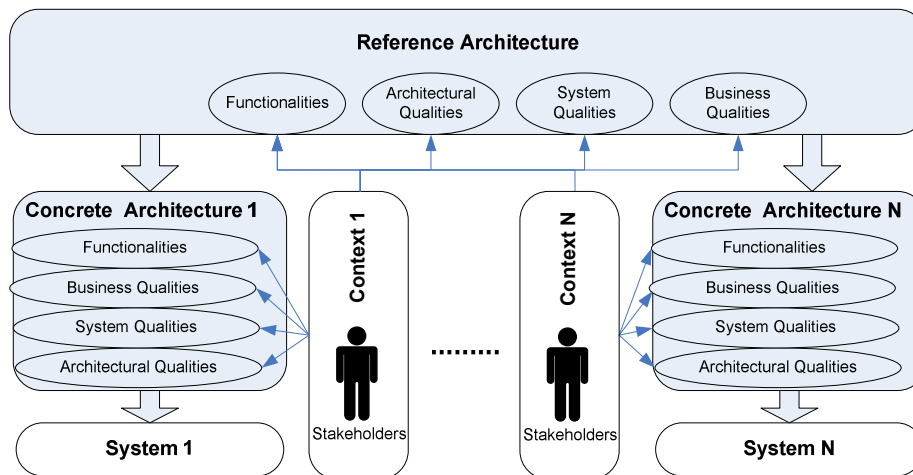 Reference Architecture
Functionalities
Architectural
Qualities
System
Qualities
Business
Qualities
Concrete Architecture 1
Functionalities
Business Qualities
System Qualities
Architectural Qualities
System 1
Context 1
Stakeholders
Context N
Stakeholders
Concrete Architecture N
Functionalities
Business Qualities
System Qualities
Architectural Qualities
System N